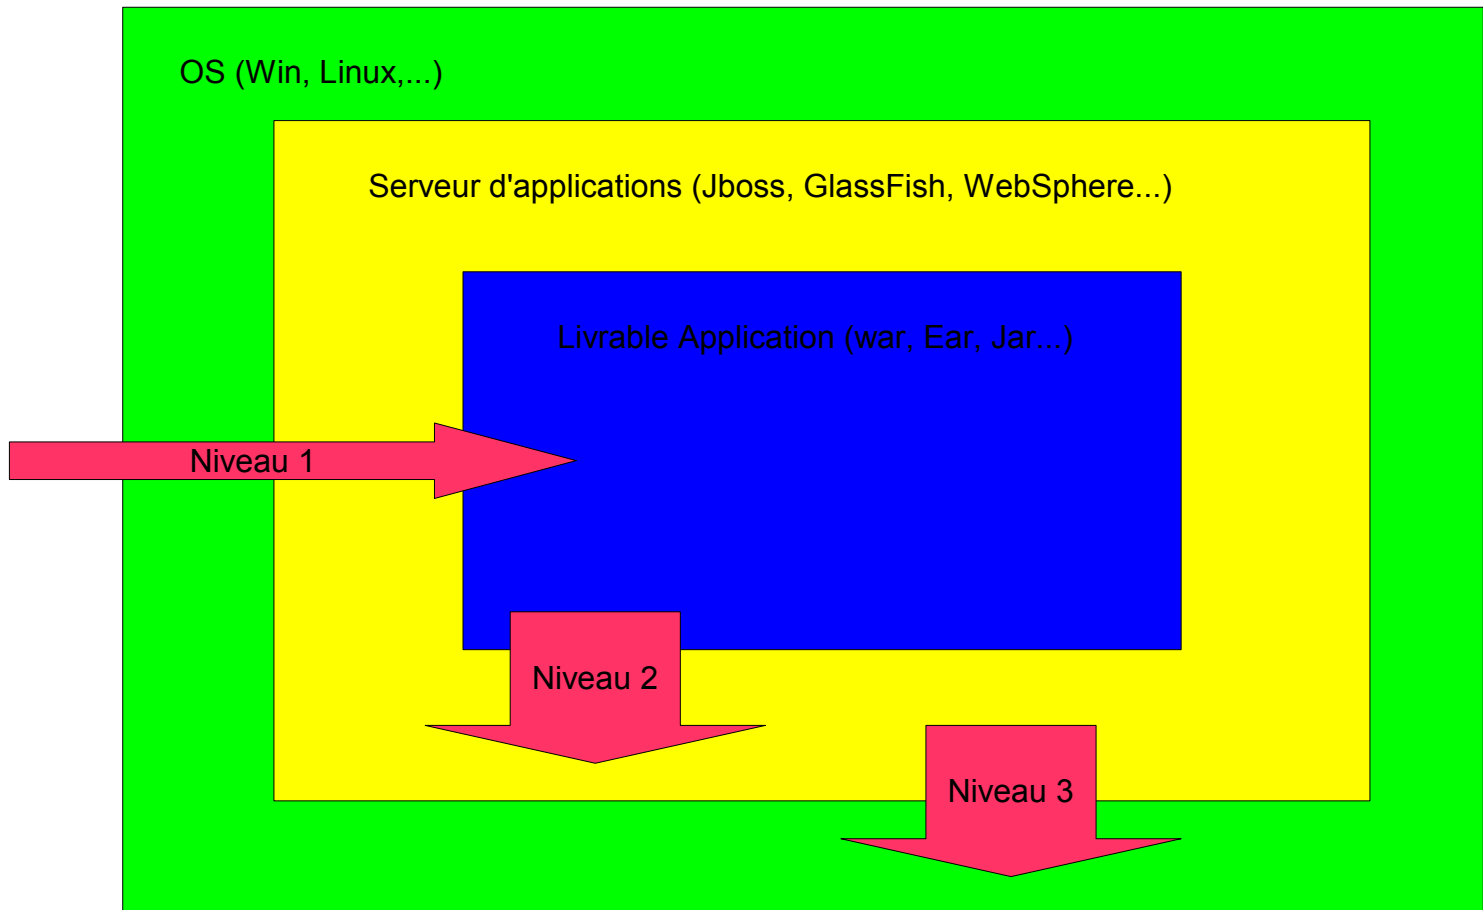 OS (Win, Linux,...)
Serveur d'applications (Jboss, GlassFish, WebSphere...)
Livrable Application (war, Ear, Jar...)
Niveau 1
Niveau 2
Niveau 3